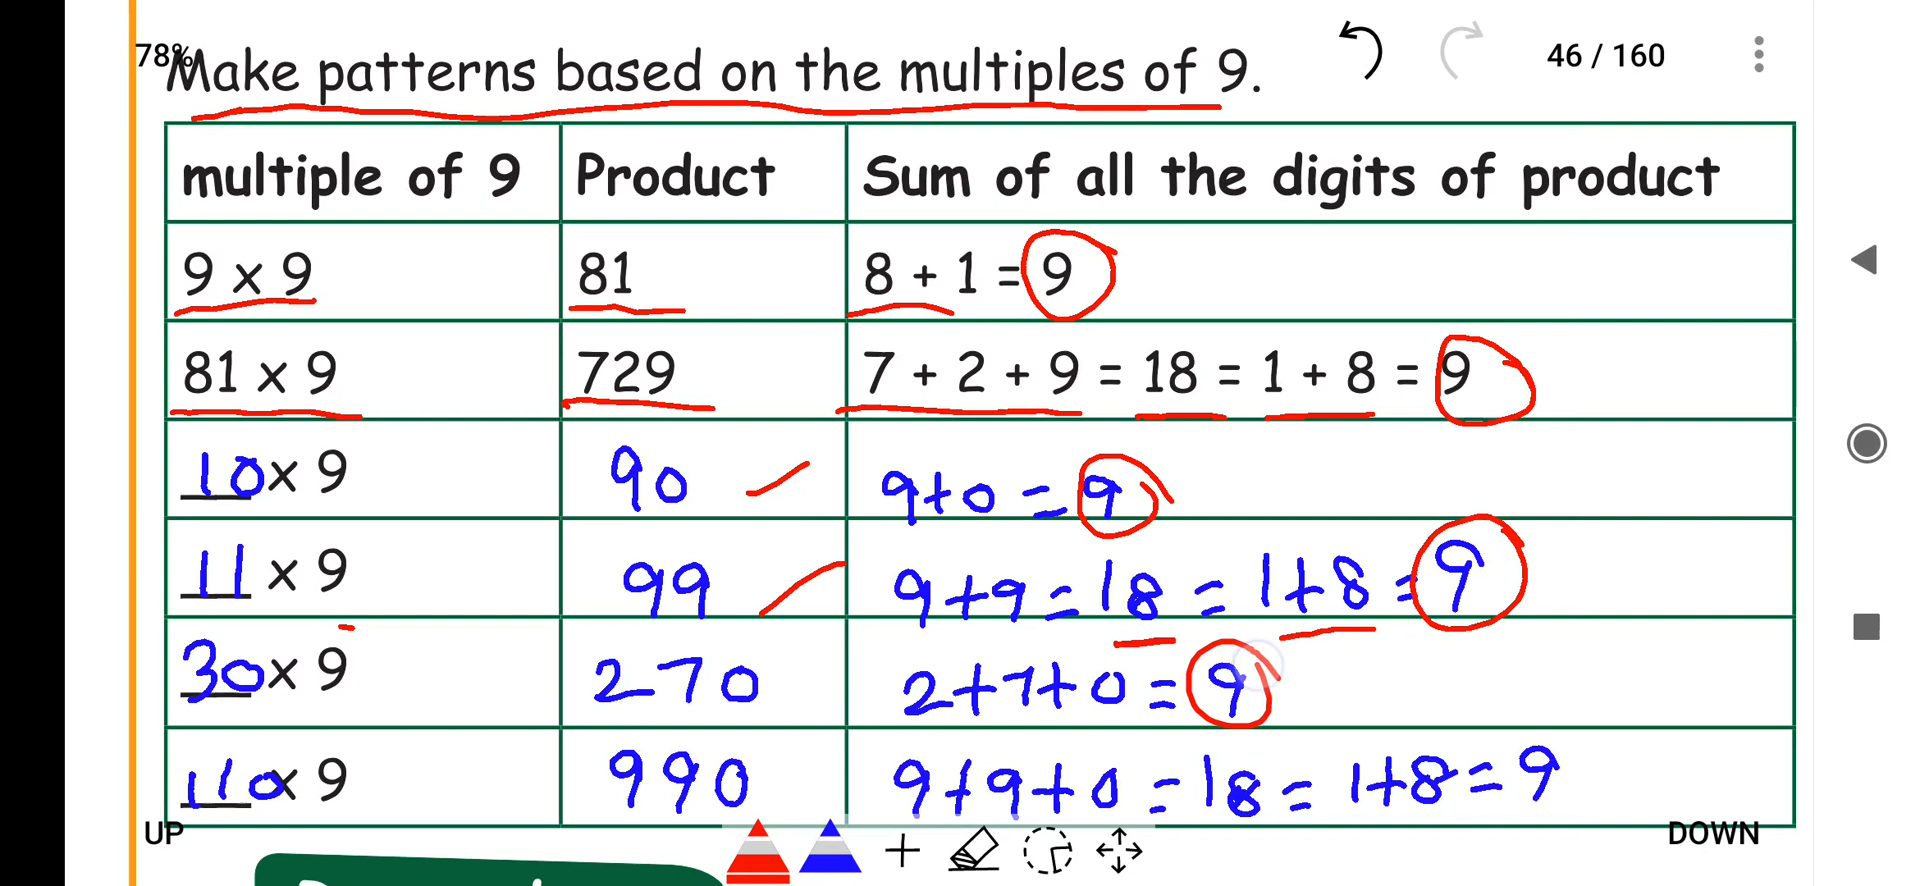 78%
Make patterns based on the multiples of 9.
46 / 160
multiple of 9 Product Sum of all the digits of product
9 x 9 81 8 + 1 = 9
81 x 9 729 7 + 2 + 9 = 18 = 1 + 8 = 9
10 x 9 90 9+0 = 9
11 x 9 99 9+9 = 18 = 1+8 = 9
30 x 9 270 2+7+0 = 9
110 x 9 990 9+9+0 = 18 = 1+8 = 9
UP
DOWN